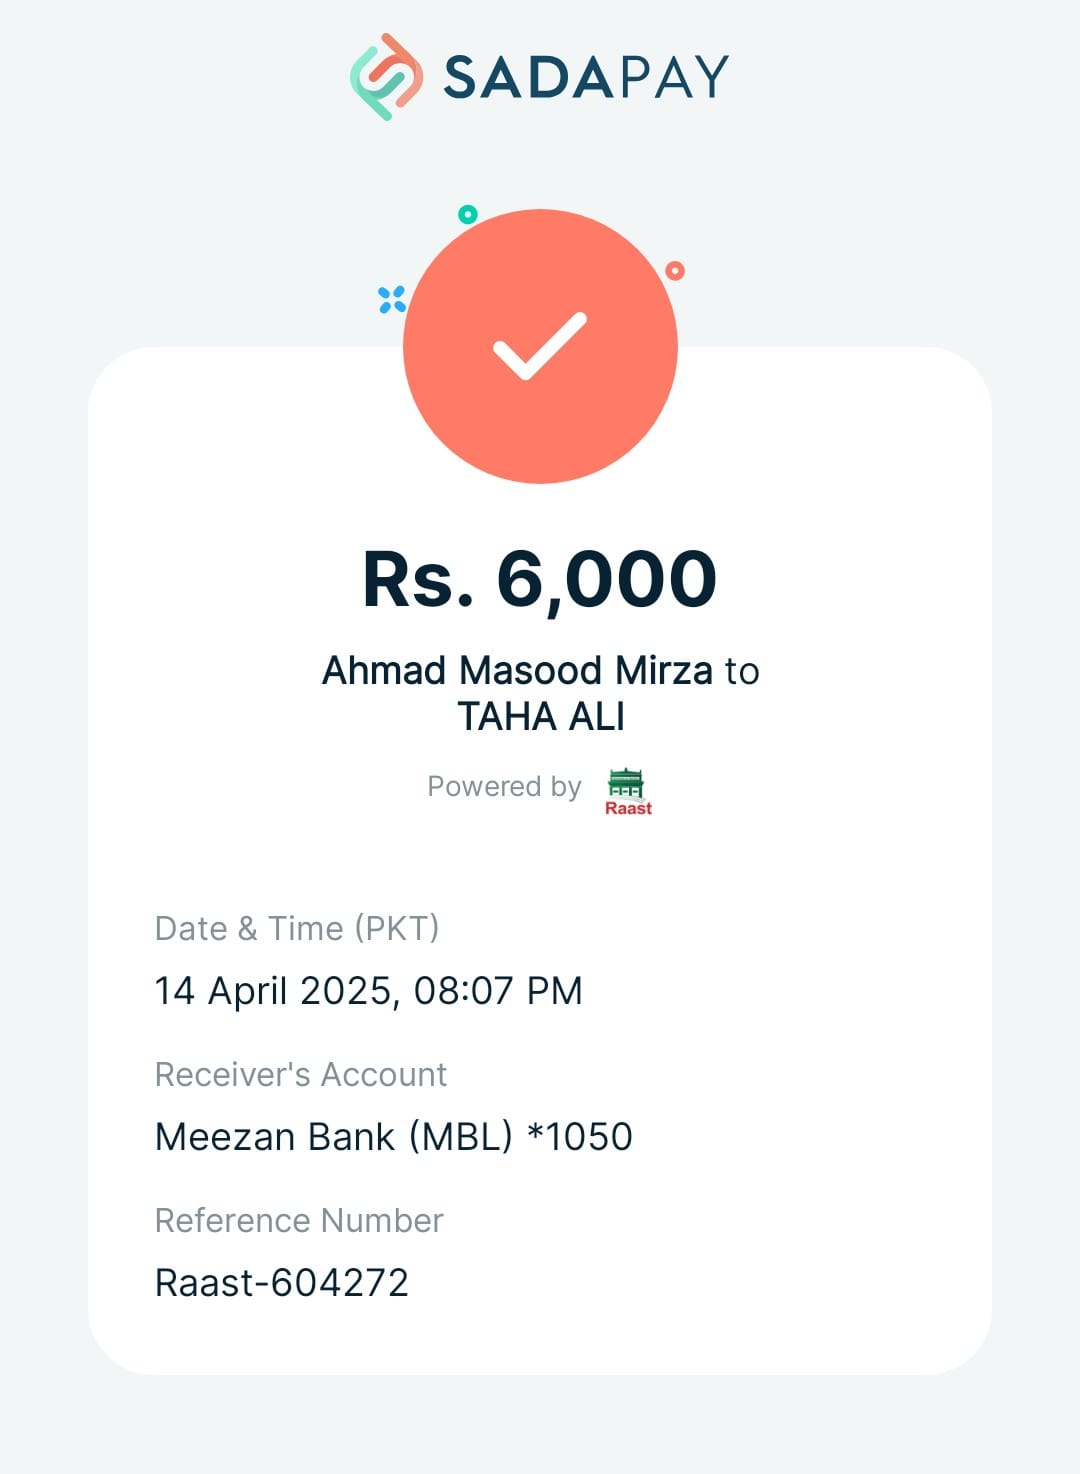 SADAPAY
Rs. 6,000
Ahmad Masood Mirza to
TAHA ALI
Powered by Raast
Date & Time (PKT)
14 April 2025, 08:07 PM
Receiver's Account
Meezan Bank (MBL) *1050
Reference Number
Raast-604272